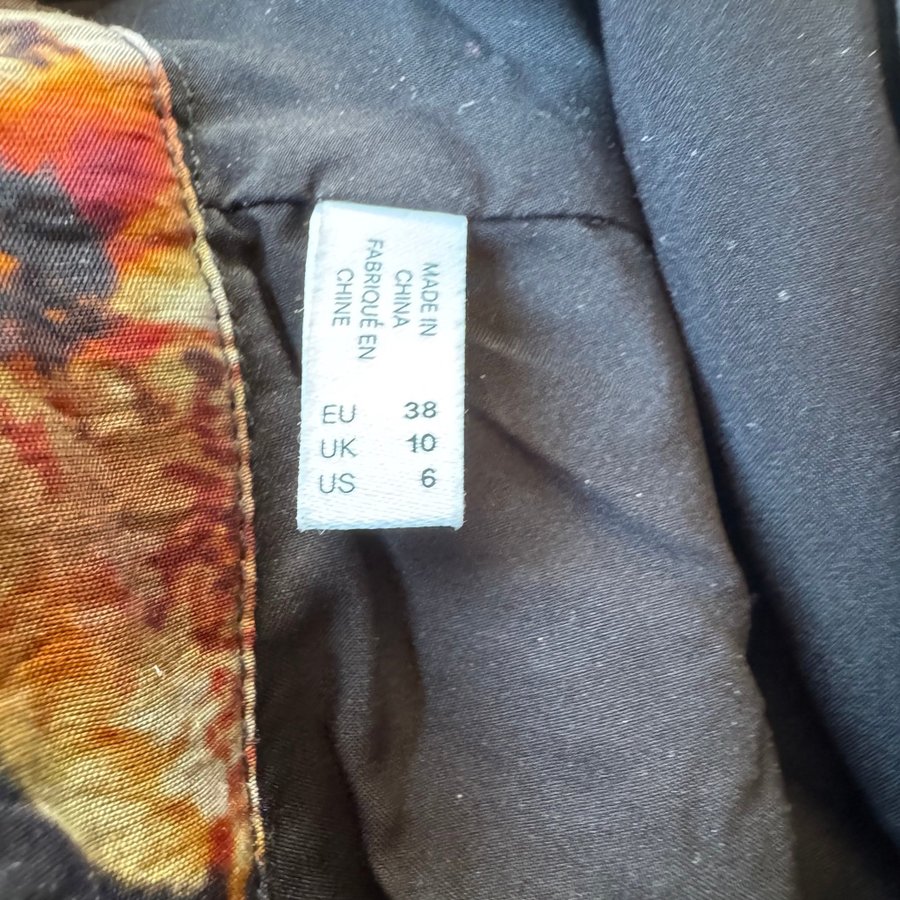 MADE IN
CHINA
FABRIQUÉ EN
CHINE
EU 38
UK 10
US 6